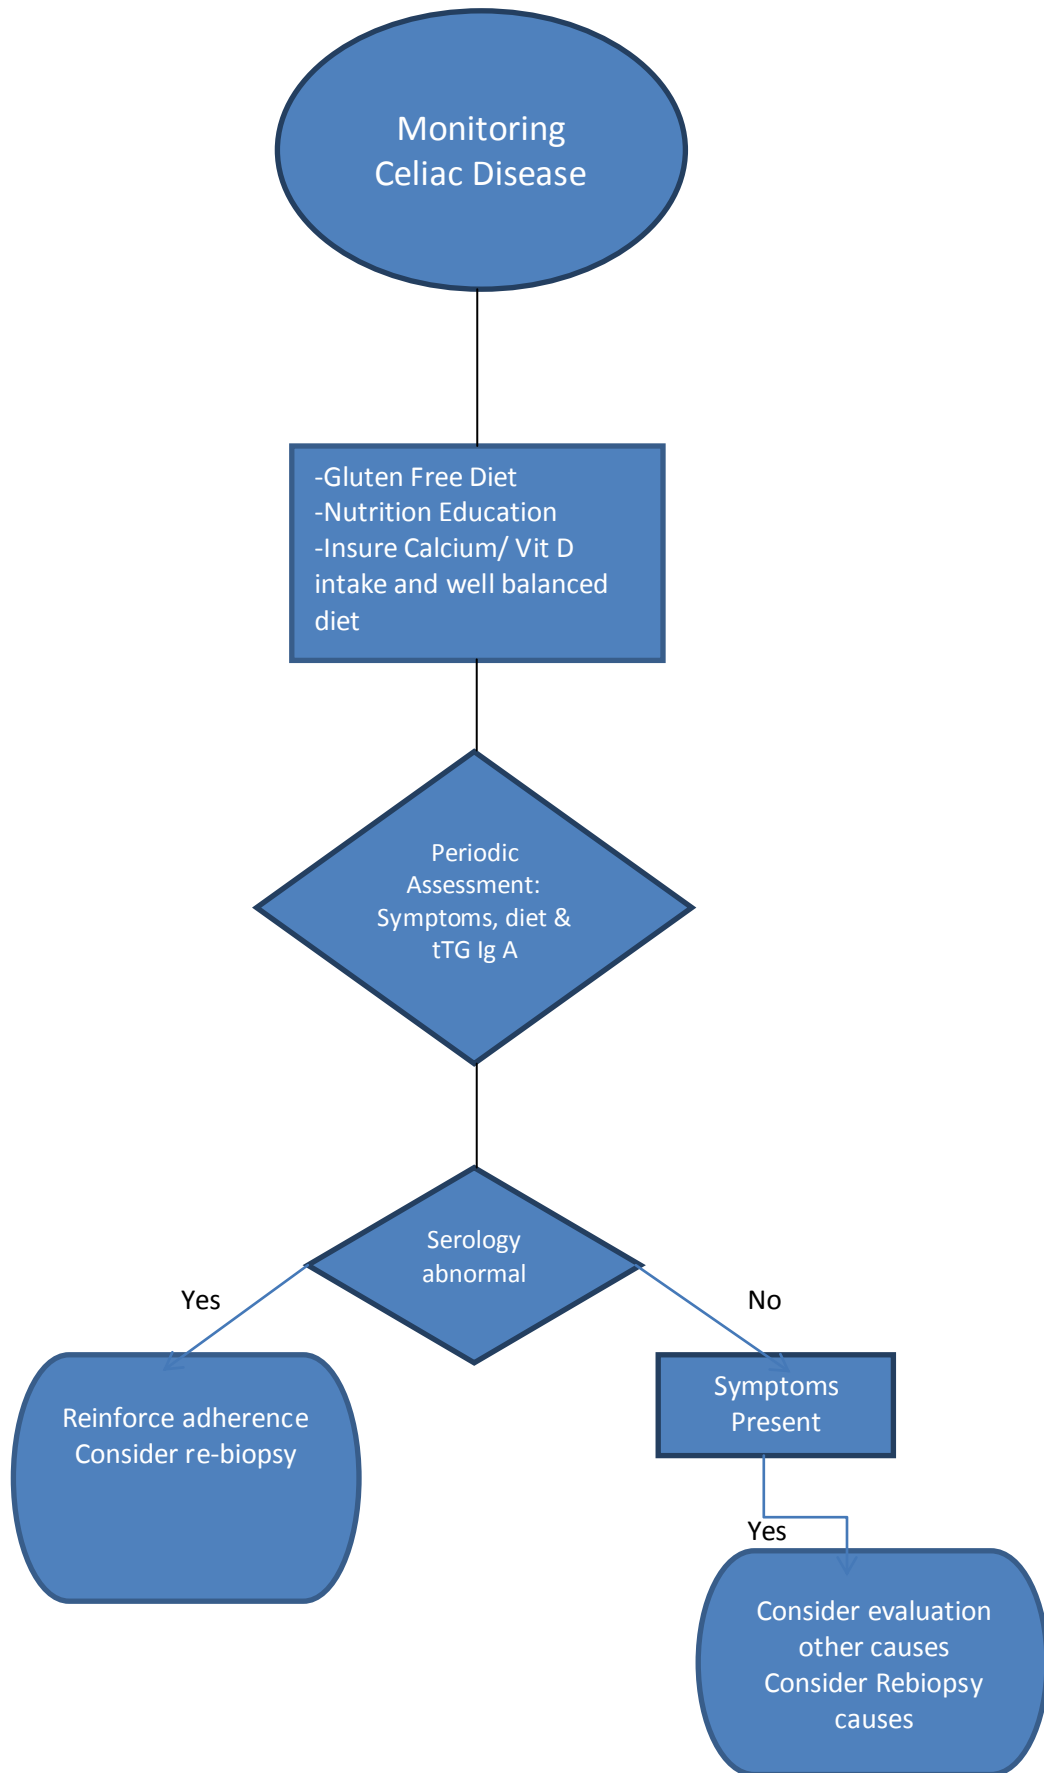 Monitoring
Celiac Disease
-Gluten Free Diet
-Nutrition Education
-Insure Calcium/ Vit D
intake and well balanced
diet
Periodic
Assessment:
Symptoms, diet &
tTG Ig A
Serology
abnormal
Yes
No
Reinforce adherence
Consider re-biopsy
Symptoms
Present
Yes
Consider evaluation
other causes
Consider Rebiopsy
causes